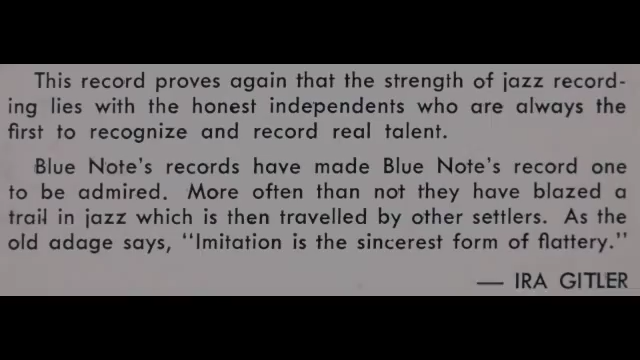 This record proves again that the strength of jazz record-
ing lies with the honest independents who are always the
first to recognize and record real talent.
Blue Note's records have made Blue Note's record one
to be admired. More often than not they have blazed a
trail in jazz which is then travelled by other settlers. As the
old adage says, "Imitation is the sincerest form of flattery."
— IRA GITLER